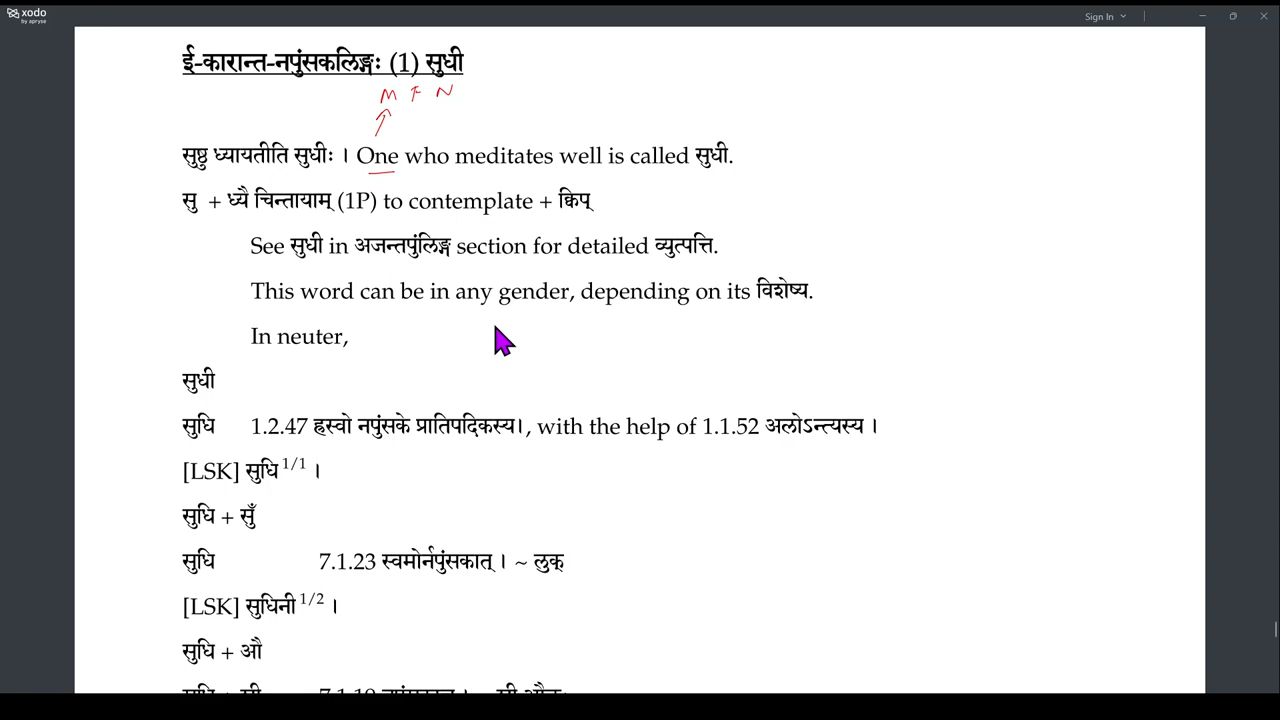 xodo
by apryse
Sign In
ई-कारान्त-नपुंसकलिङ्गः (1) सुधी
M F N
सुष्ठु ध्यायतीति सुधीः । One who meditates well is called सुधी.
सु + ध्यै चिन्तायाम् (1P) to contemplate + क्विप्
See सुधी in अजन्तपुंलिङ्ग section for detailed व्युत्पत्ति.
This word can be in any gender, depending on its विशेष्य.
In neuter,
सुधी
सुधि 1.2.47 ह्रस्वो नपुंसके प्रातिपदिकस्य।, with the help of 1.1.52 अलोऽन्त्यस्य ।
[LSK] सुधि 1/1 ।
सुधि + सुँ
सुधि 7.1.23 स्वमोर्नपुंसकात् । ~ लुक्
[LSK] सुधिनी 1/2 ।
सुधि + औ